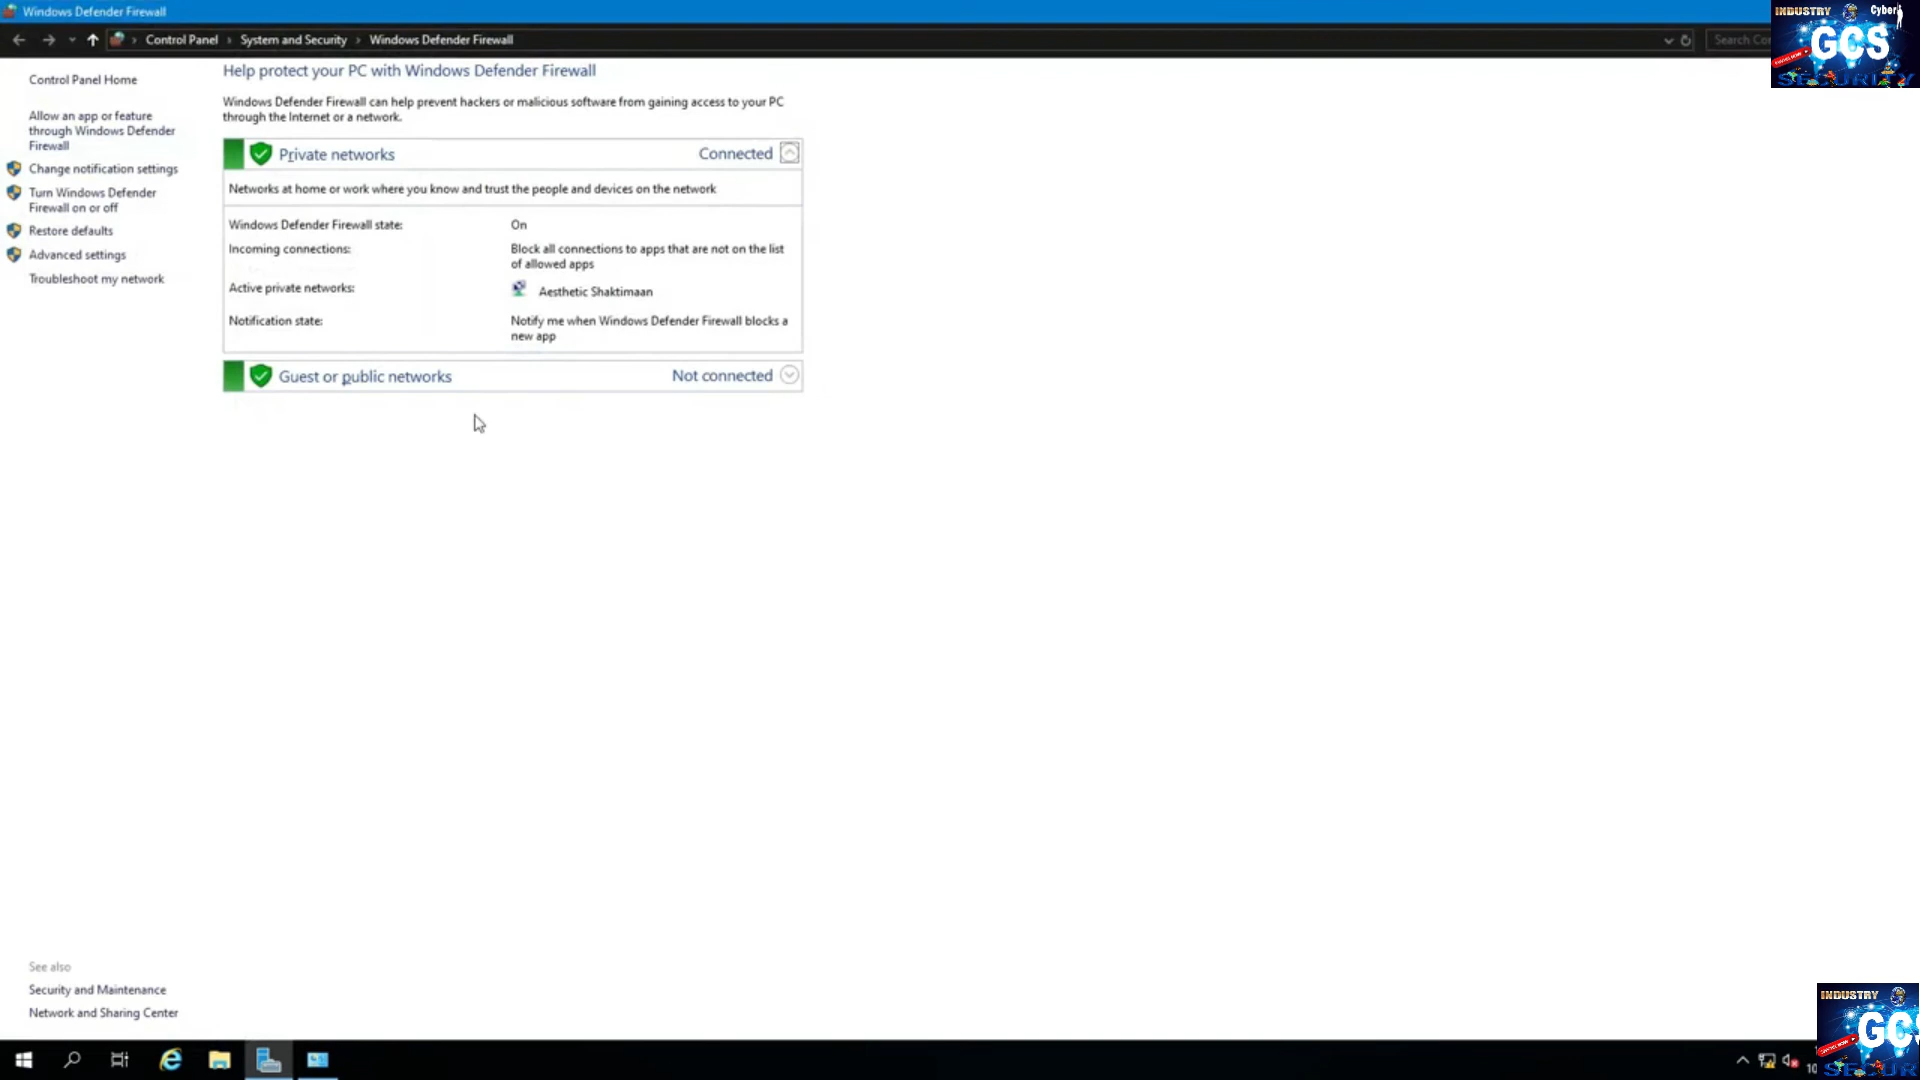 Windows Defender Firewall
Control Panel › System and Security › Windows Defender Firewall
Search Co
INDUSTRY Cyber
GCS
SECURITY
Control Panel Home
Allow an app or feature
through Windows Defender
Firewall
Change notification settings
Turn Windows Defender
Firewall on or off
Restore defaults
Advanced settings
Troubleshoot my network
Help protect your PC with Windows Defender Firewall
Windows Defender Firewall can help prevent hackers or malicious software from gaining access to your PC
through the Internet or a network.
Private networks Connected
Networks at home or work where you know and trust the people and devices on the network
Windows Defender Firewall state: On
Incoming connections: Block all connections to apps that are not on the list
of allowed apps
Active private networks: Aesthetic Shaktimaan
Notification state: Notify me when Windows Defender Firewall blocks a
new app
Guest or public networks Not connected
See also
Security and Maintenance
Network and Sharing Center
INDUSTRY
GCS
SECUR
10